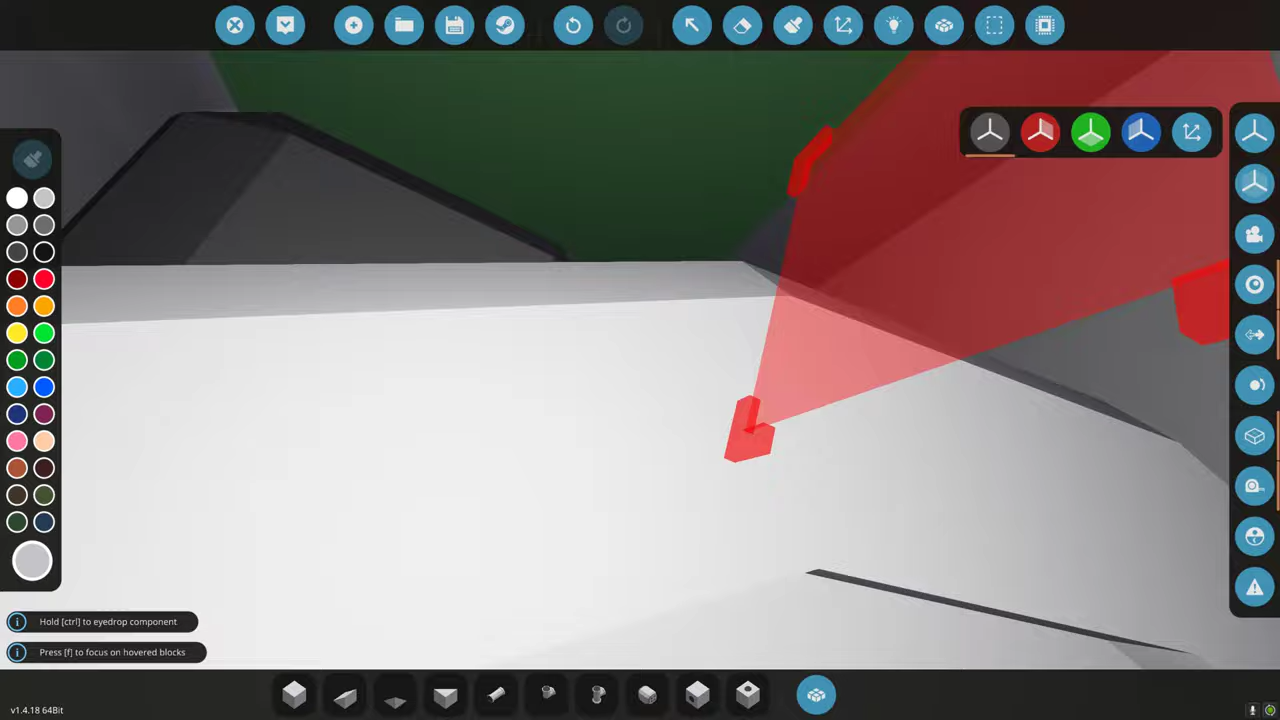 Hold [ctrl] to eyedrop component
Press [f] to focus on hovered blocks
v1.4.18 64Bit